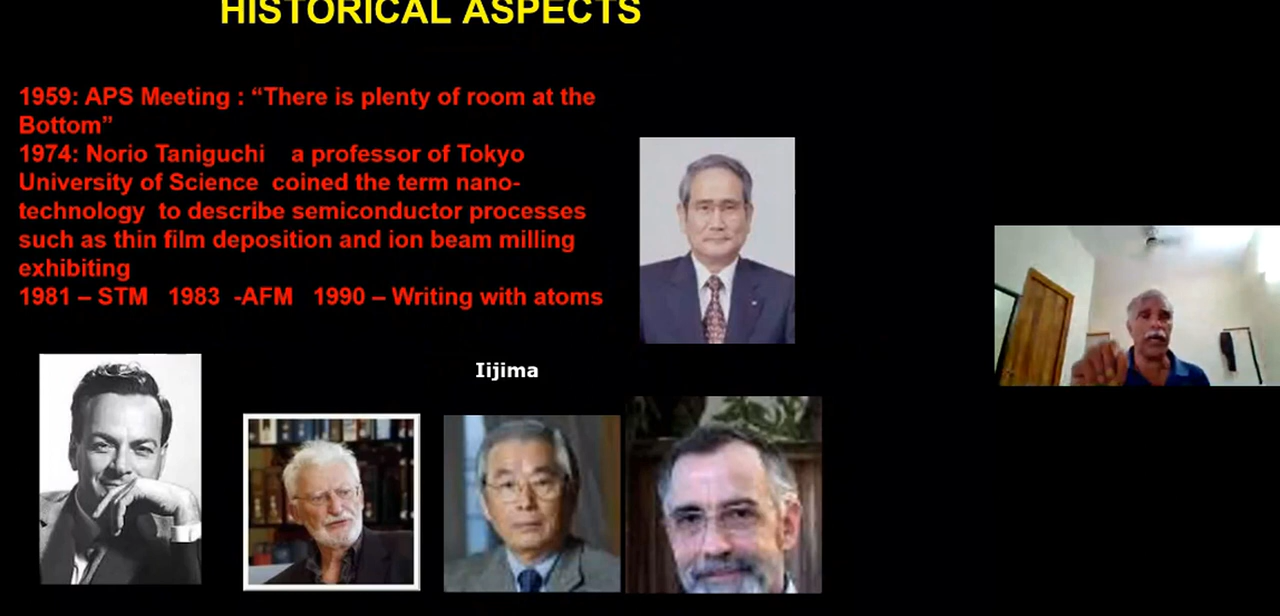 HISTORICAL ASPECTS
1959: APS Meeting : “There is plenty of room at the
Bottom”
1974: Norio Taniguchi a professor of Tokyo
University of Science coined the term nano-
technology to describe semiconductor processes
such as thin film deposition and ion beam milling
exhibiting
1981 – STM 1983 -AFM 1990 – Writing with atoms
Iijima